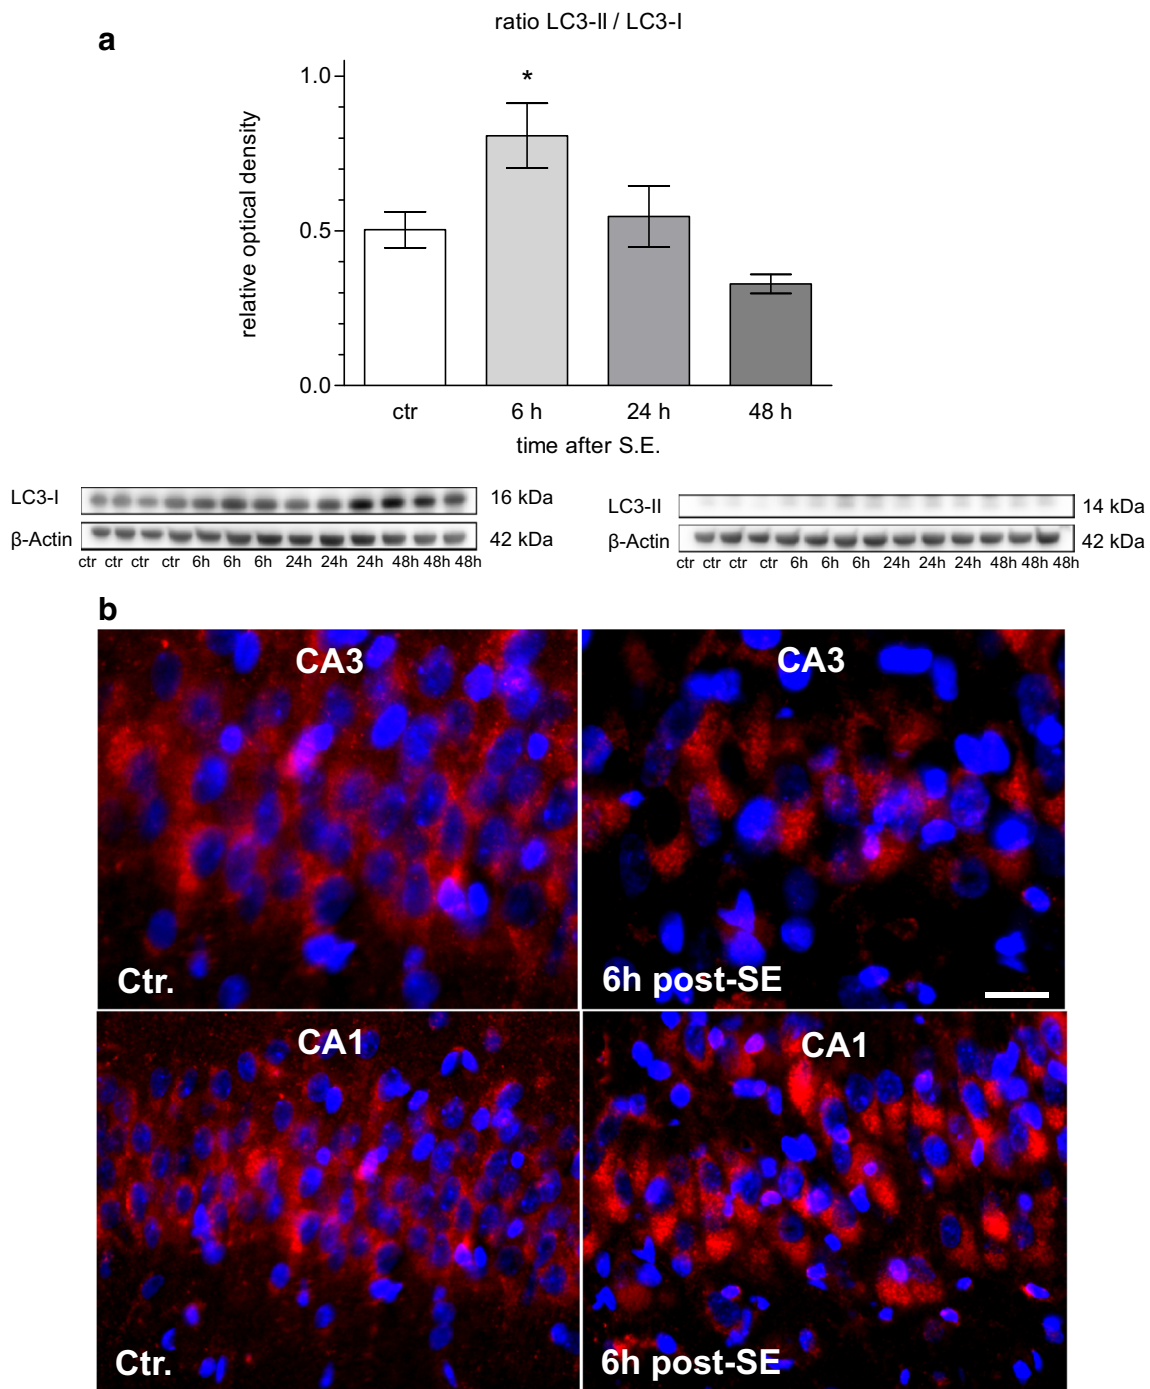 a
ratio LC3-II / LC3-I
relative optical density
1.0
0.5
0.0
*
ctr 6 h 24 h 48 h
time after S.E.
LC3-I 16 kDa
β-Actin 42 kDa
ctr ctr ctr ctr 6h 6h 6h 24h 24h 24h 48h 48h 48h
LC3-II 14 kDa
β-Actin 42 kDa
ctr ctr ctr ctr 6h 6h 6h 24h 24h 24h 48h 48h 48h
b
CA3
Ctr.
CA3
6h post-SE
CA1
Ctr.
CA1
6h post-SE